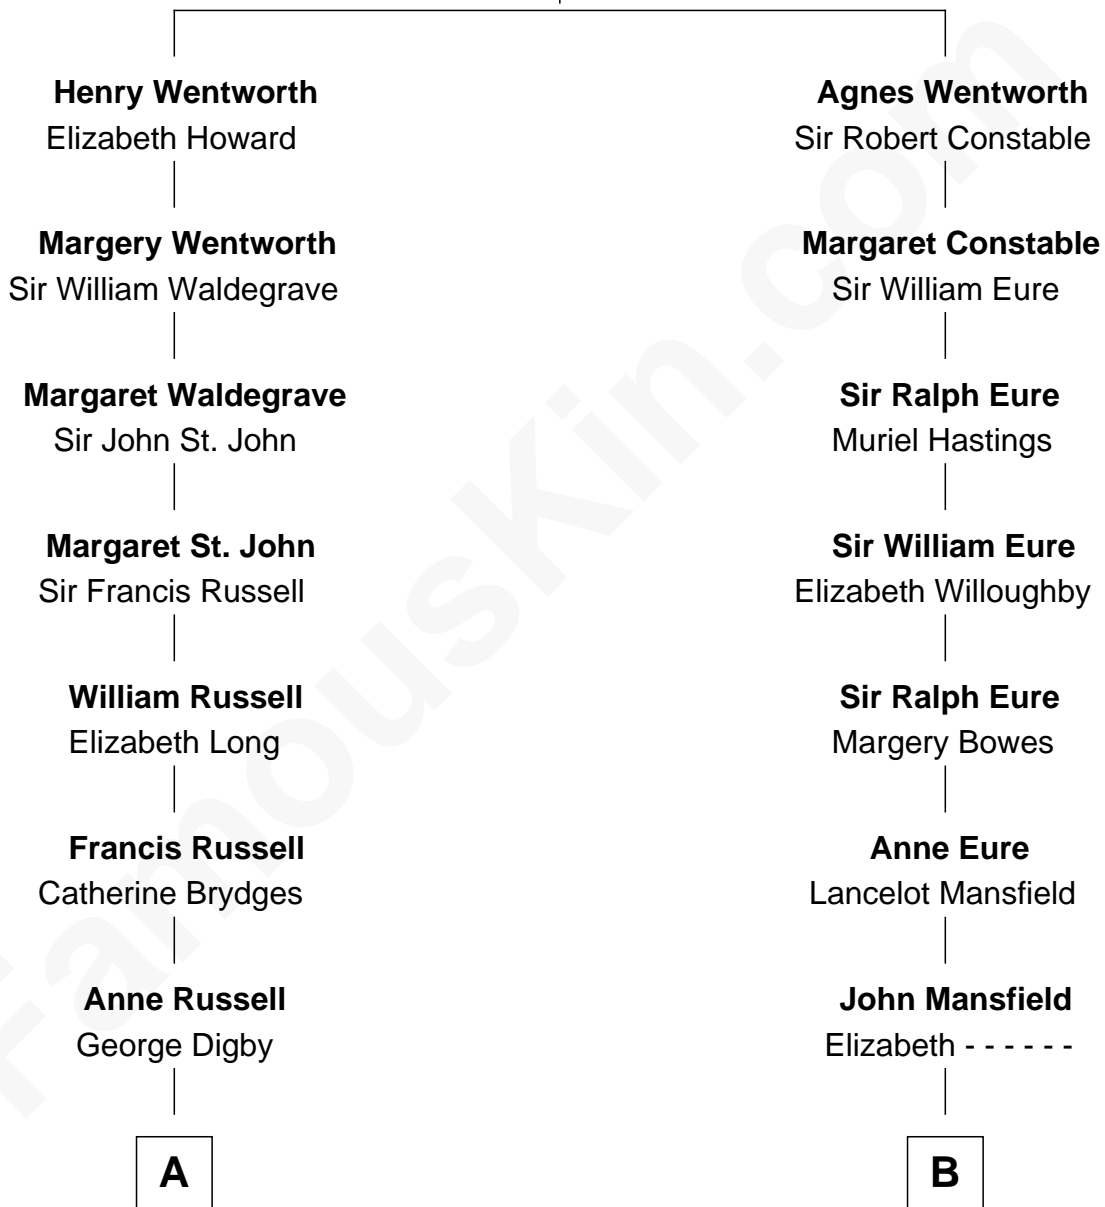 Henry Wentworth
Elizabeth Howard
Margery Wentworth
Sir William Waldegrave
Margaret Waldegrave
Sir John St. John
Margaret St. John
Sir Francis Russell
William Russell
Elizabeth Long
Francis Russell
Catherine Brydges
Anne Russell
George Digby
A
Agnes Wentworth
Sir Robert Constable
Margaret Constable
Sir William Eure
Sir Ralph Eure
Muriel Hastings
Sir William Eure
Elizabeth Willoughby
Sir Ralph Eure
Margery Bowes
Anne Eure
Lancelot Mansfield
John Mansfield
Elizabeth - - - - - -
B
FamousKin.com